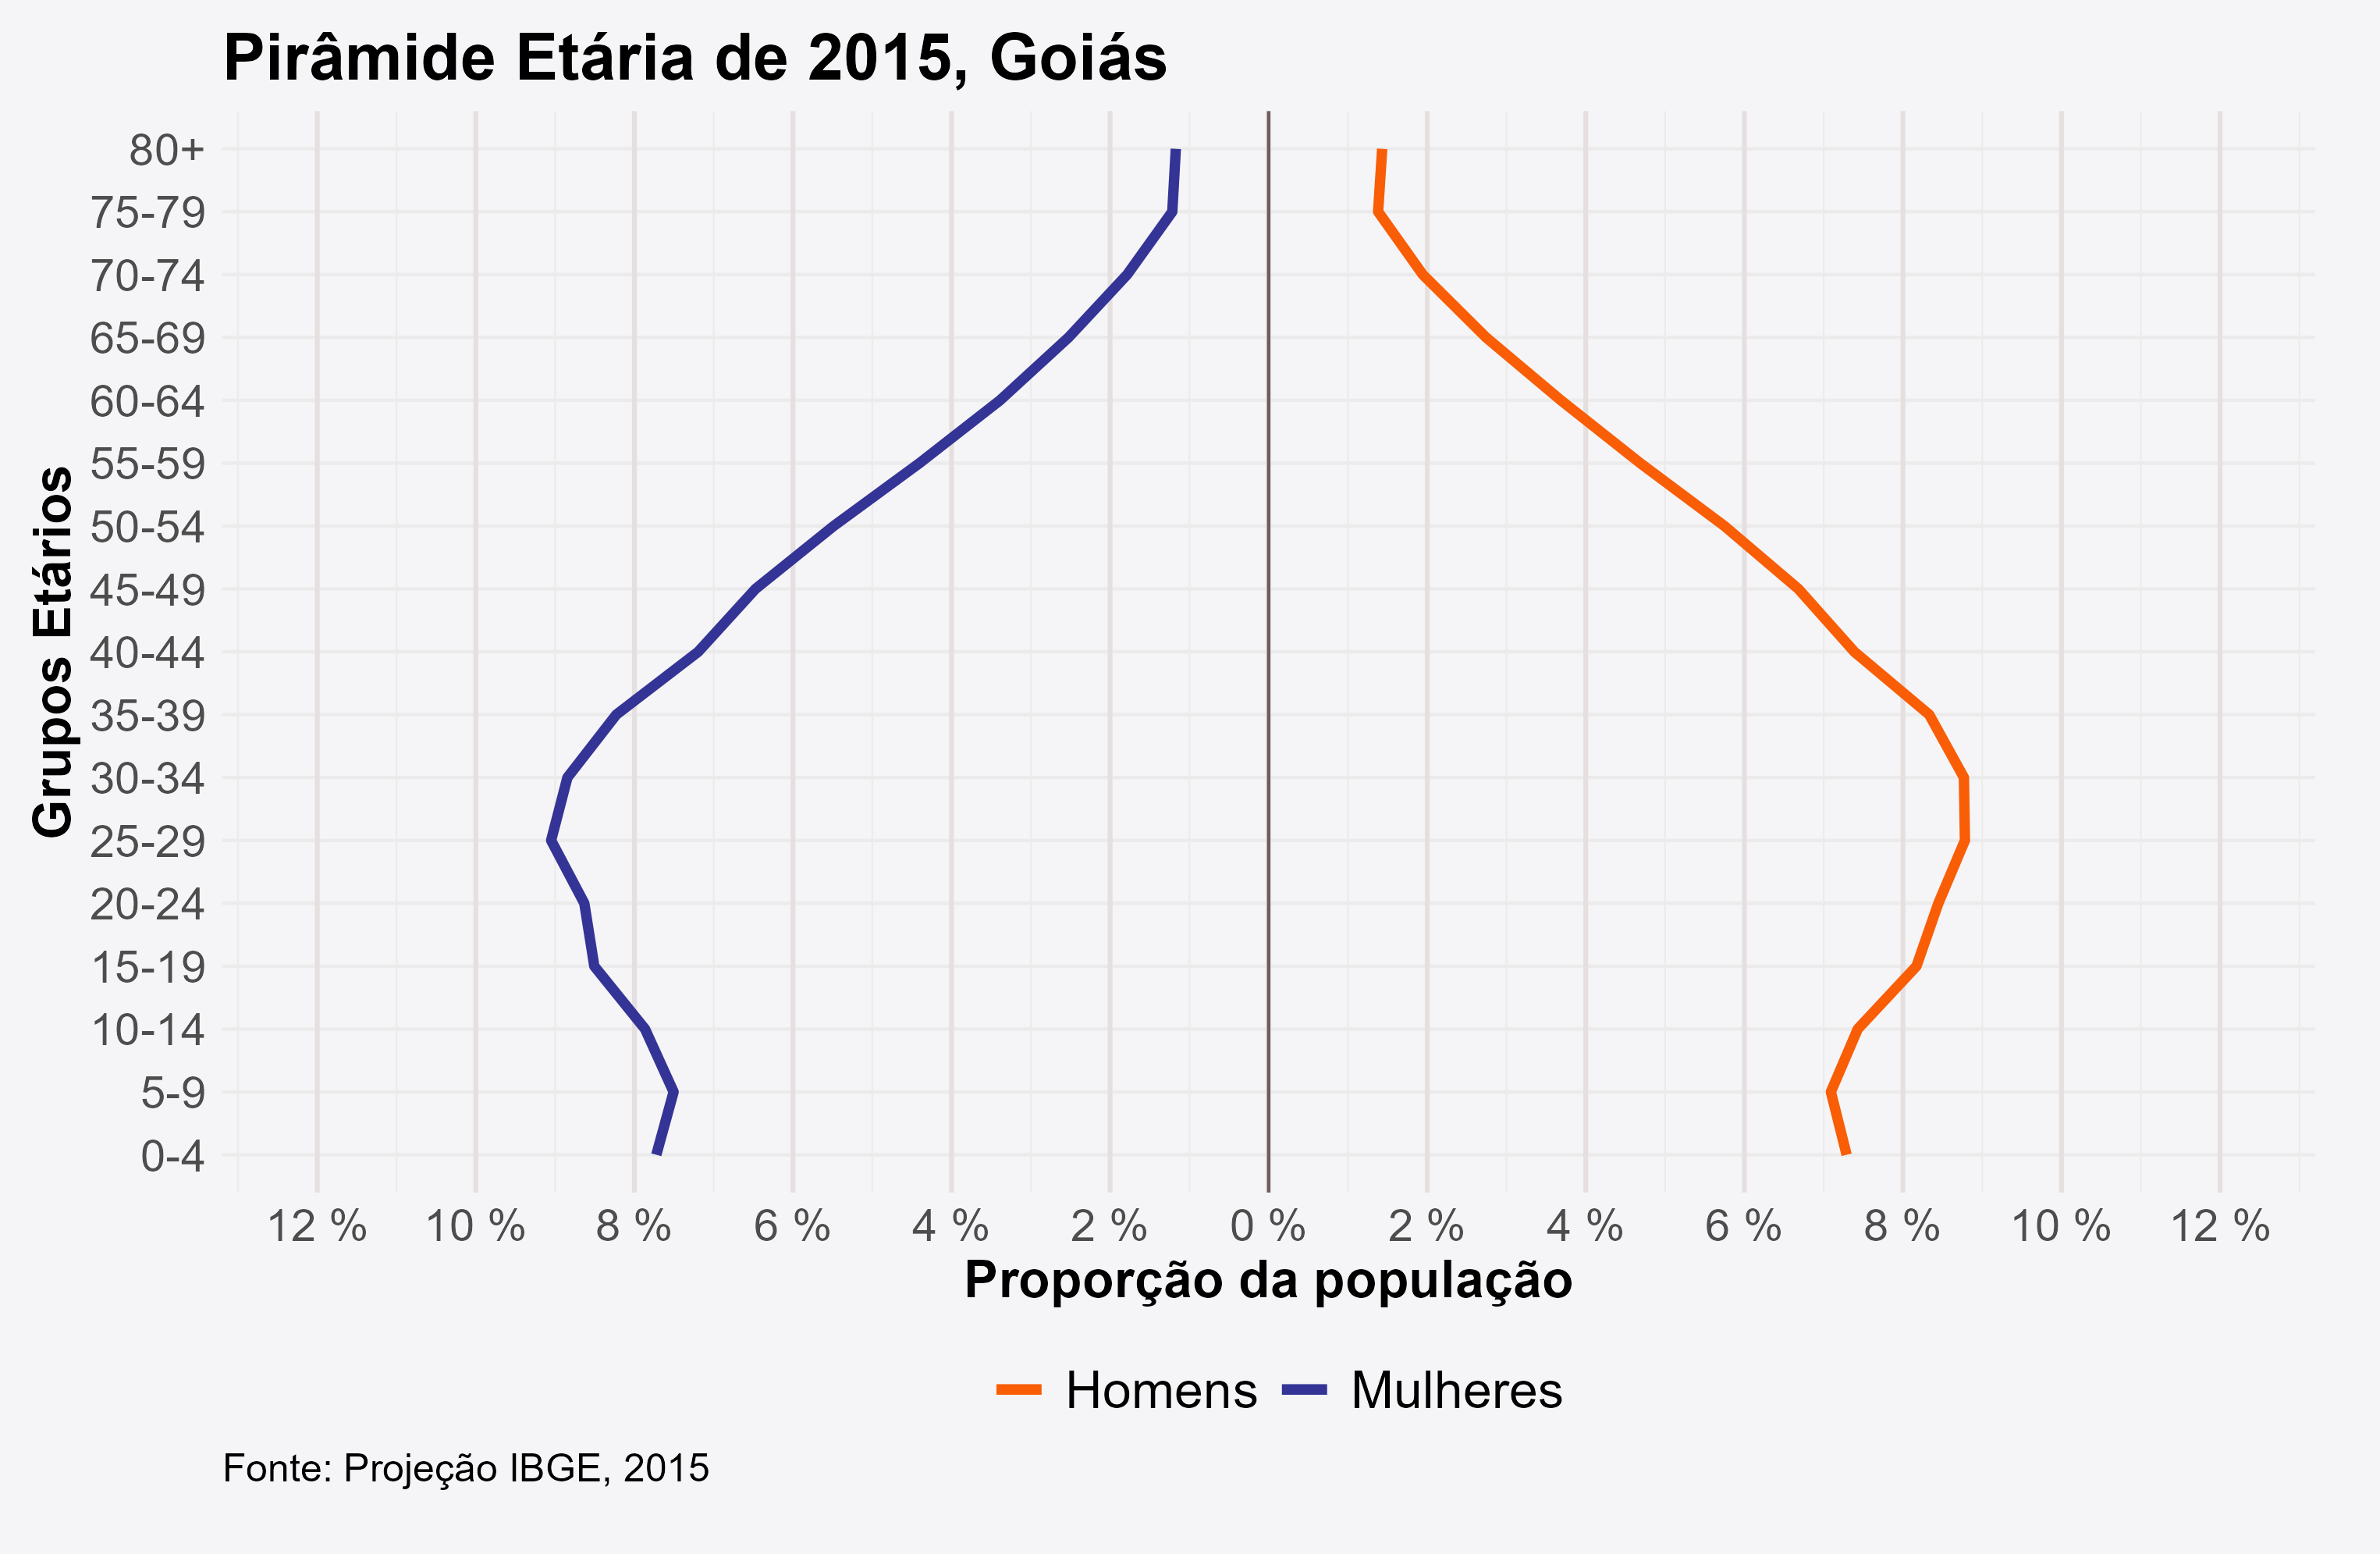 Pirâmide Etária de 2015, Goiás
Grupos Etários
80+
75-79
70-74
65-69
60-64
55-59
50-54
45-49
40-44
35-39
30-34
25-29
20-24
15-19
10-14
5-9
0-4
12 % 10 % 8 % 6 % 4 % 2 % 0 % 2 % 4 % 6 % 8 % 10 % 12 %
Proporção da população
Homens Mulheres
Fonte: Projeção IBGE, 2015